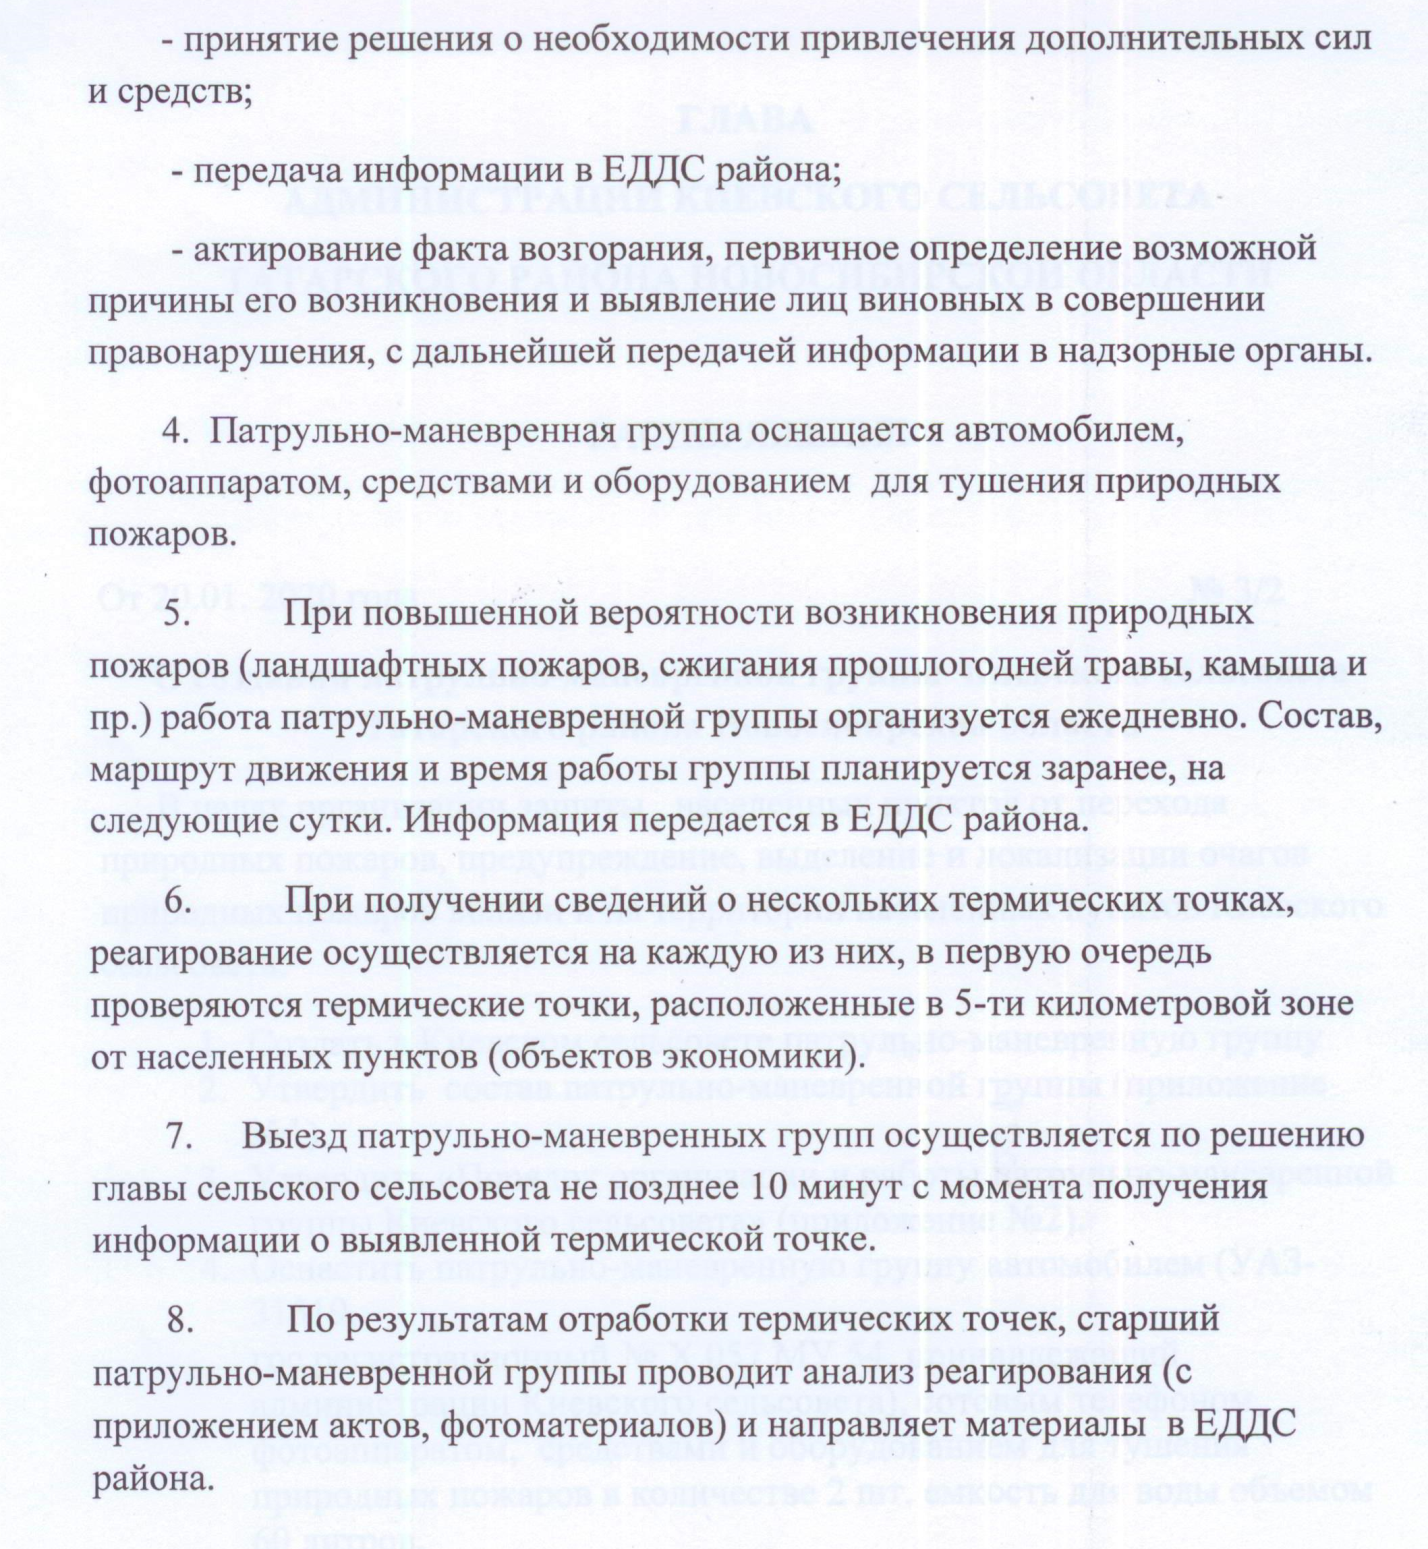 - принятие решения о необходимости привлечения дополнительных сил
и средств;
- передача информации в ЕДДС района;
- актирование факта возгорания, первичное определение возможной
причины его возникновения и выявление лиц виновных в совершении
правонарушения, с дальнейшей передачей информации в надзорные органы.
4. Патрульно-маневренная группа оснащается автомобилем,
фотоаппаратом, средствами и оборудованием для тушения природных
пожаров.
5. При повышенной вероятности возникновения природных
пожаров (ландшафтных пожаров, сжигания прошлогодней травы, камыша и
пр.) работа патрульно-маневренной группы организуется ежедневно. Состав,
маршрут движения и время работы группы планируется заранее, на
следующие сутки. Информация передается в ЕДДС района.
6. При получении сведений о нескольких термических точках,
реагирование осуществляется на каждую из них, в первую очередь
проверяются термические точки, расположенные в 5-ти километровой зоне
от населенных пунктов (объектов экономики).
7. Выезд патрульно-маневренных групп осуществляется по решению
главы сельского сельсовета не позднее 10 минут с момента получения
информации о выявленной термической точке.
8. По результатам отработки термических точек, старший
патрульно-маневренной группы проводит анализ реагирования (с
приложением актов, фотоматериалов) и направляет материалы в ЕДДС
района.